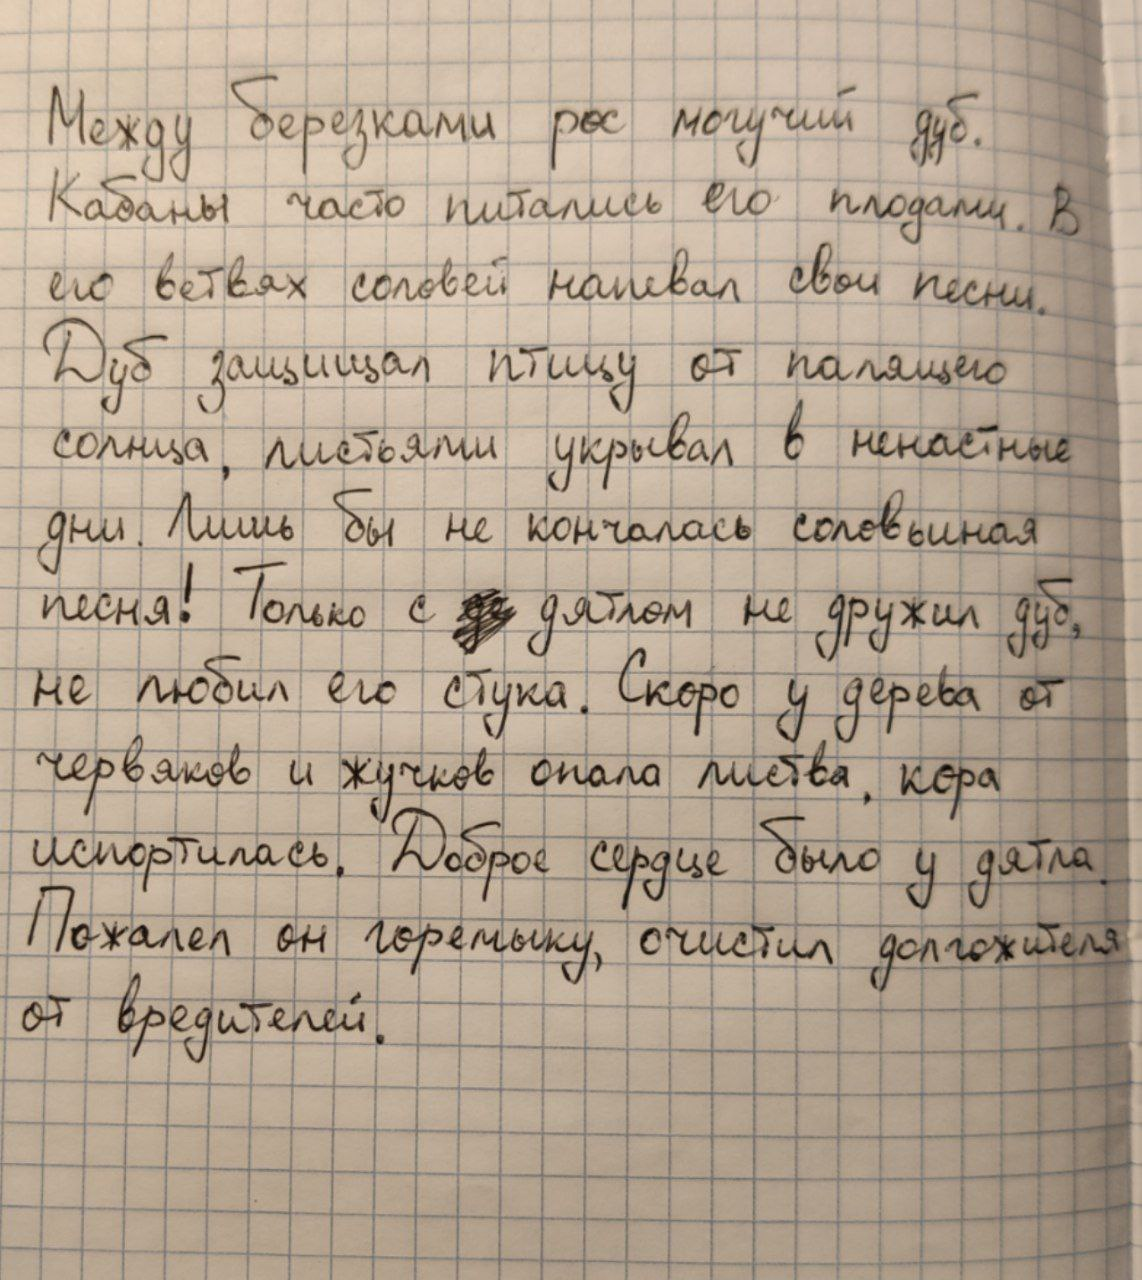 Между березками рос могучий дуб.
Кабаны часто питались его плодами. В
его ветвях соловей напевал свои песни.
Дуб защищал птицу от палящего
солнца, листьями укрывал в ненастные
дни. Лишь бы не кончалась соловьиная
песня! Только с дятлом не дружил дуб,
не любил его стука. Скоро у дерева от
червяков и жучков опала листва, кора
испортилась. Доброе сердце было у дятла.
Пожалел он горемыку, очистил долгожителя
от вредителей.